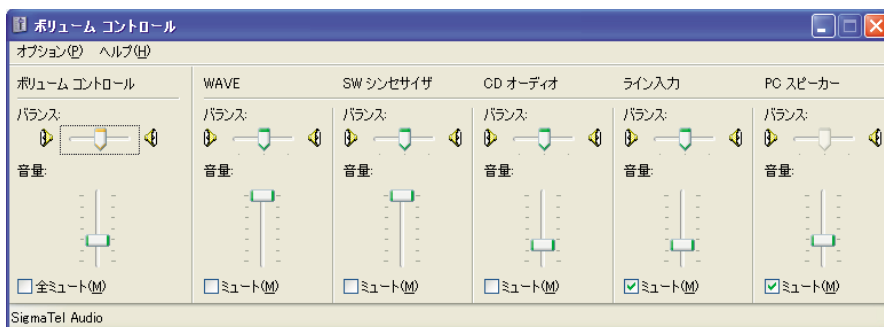 ボリューム コントロール
オプション(P) ヘルプ(H)
ボリューム コントロール
バランス:
音量:
全ミュート(M)
WAVE
バランス:
音量:
ミュート(M)
SW シンセサイザ
バランス:
音量:
ミュート(M)
CD オーディオ
バランス:
音量:
ミュート(M)
ライン入力
バランス:
音量:
ミュート(M)
PC スピーカー
バランス:
音量:
ミュート(M)
SigmaTel Audio